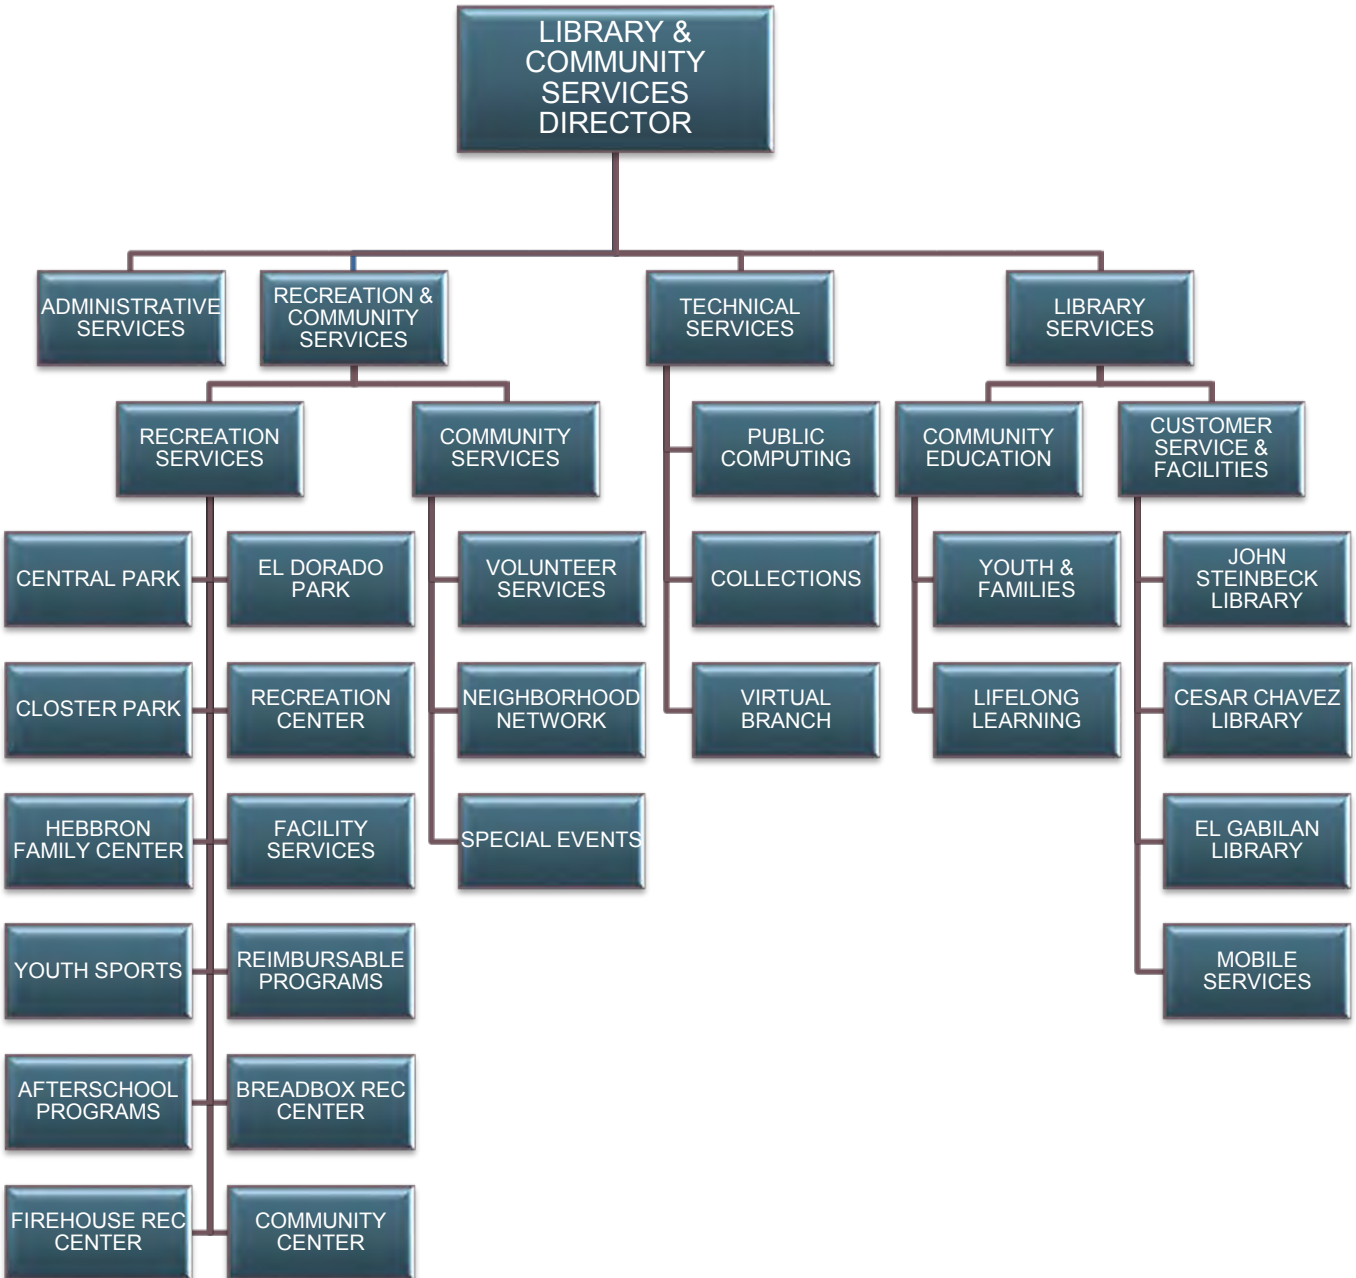 LIBRARY &
COMMUNITY
SERVICES
DIRECTOR
ADMINISTRATIVE
SERVICES
RECREATION &
COMMUNITY
SERVICES
TECHNICAL
SERVICES
LIBRARY
SERVICES
RECREATION
SERVICES
COMMUNITY
SERVICES
PUBLIC
COMPUTING
COMMUNITY
EDUCATION
CUSTOMER
SERVICE &
FACILITIES
CENTRAL PARK
EL DORADO
PARK
VOLUNTEER
SERVICES
COLLECTIONS
YOUTH &
FAMILIES
JOHN
STEINBECK
LIBRARY
CLOSTER PARK
RECREATION
CENTER
NEIGHBORHOOD
NETWORK
VIRTUAL
BRANCH
LIFELONG
LEARNING
CESAR CHAVEZ
LIBRARY
HEBBRON
FAMILY CENTER
FACILITY
SERVICES
SPECIAL EVENTS
EL GABILAN
LIBRARY
YOUTH SPORTS
REIMBURSABLE
PROGRAMS
MOBILE
SERVICES
AFTERSCHOOL
PROGRAMS
BREADBOX REC
CENTER
FIREHOUSE REC
CENTER
COMMUNITY
CENTER